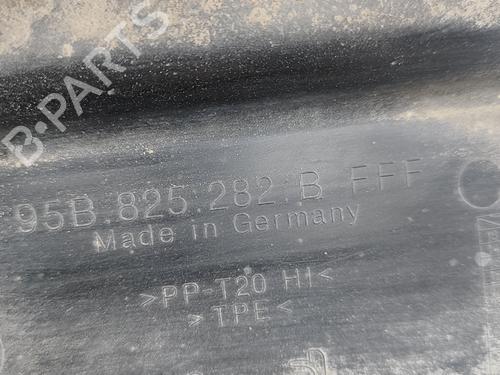 B-PARTS
95B.825.282.B FFF
Made in Germany
>PP-T20 HI<
>TPE<